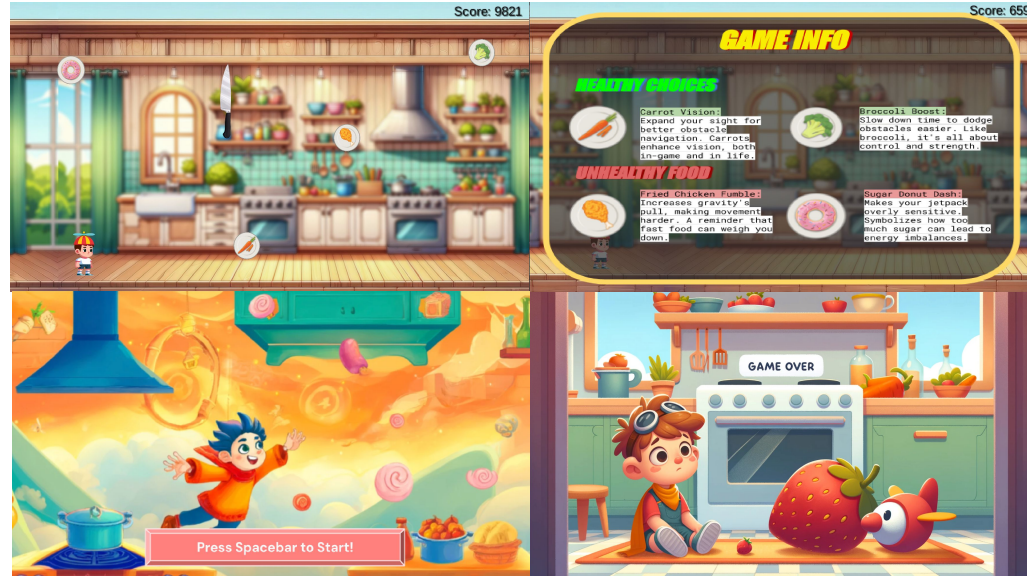 Score: 9821
Score: 659
GAME INFO
HEALTHY CHOICES
Carrot Vision:
Expand your sight for
better obstacle
navigation. Carrots
enhance vision, both
in-game and in life.
Broccoli Boost:
Slow down time to dodge
obstacles easier. Like
broccoli, it's all about
control and strength.
UNHEALTHY FOOD
Fried Chicken Fumble:
Increases gravity's
pull, making movement
harder. A reminder that
fast food can weigh you
down.
Sugar Donut Dash:
Makes your jetpack
overly sensitive.
Symbolizes how too
much sugar can lead to
energy imbalances.
Press Spacebar to Start!
GAME OVER